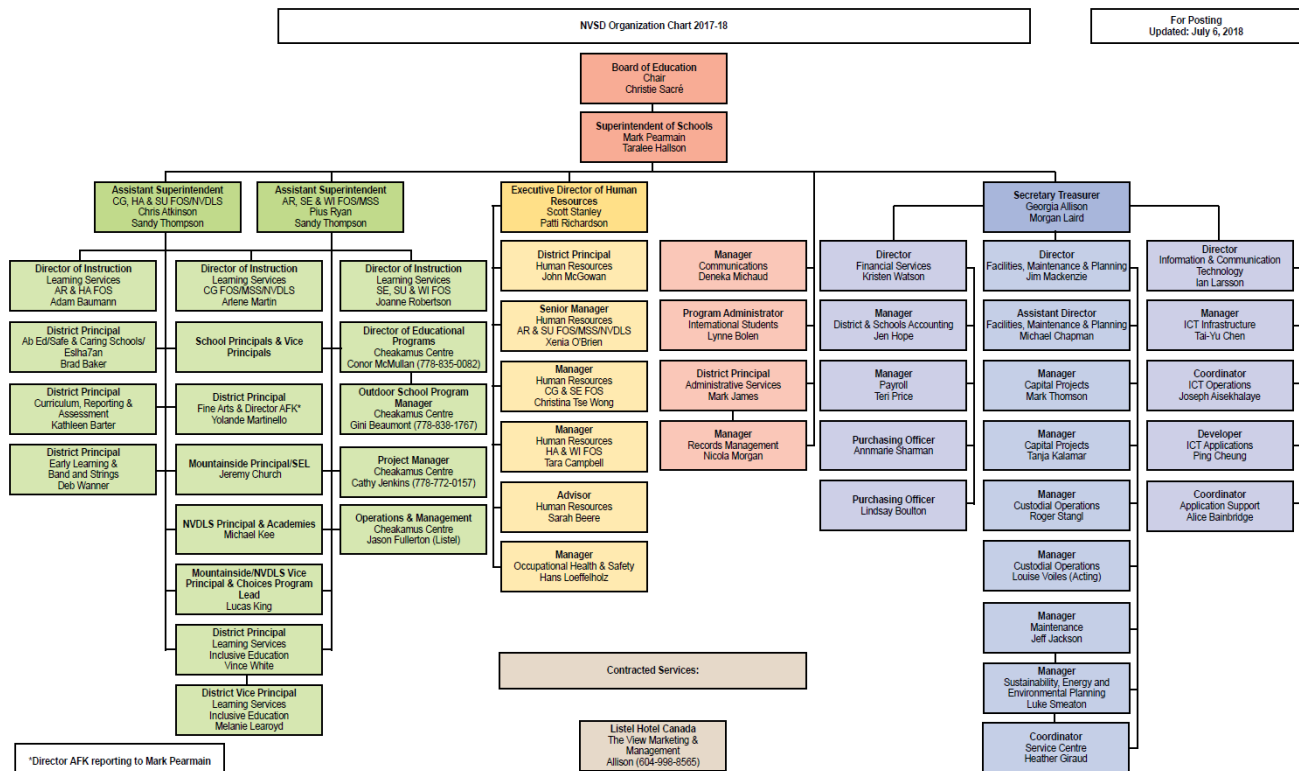 NVSD Organization Chart 2017-18
For Posting
Updated: July 6, 2018
Board of Education
Chair
Christie Sacré
Superintendent of Schools
Mark Pearmain
Taralee Hallson
Assistant Superintendent
CG, HA & SU FOS/NVDLS
Chris Atkinson
Sandy Thompson
Assistant Superintendent
AR, SE & WI FOS/MSS
Pius Ryan
Sandy Thompson
Executive Director of Human
Resources
Scott Stanley
Patti Richardson
Secretary Treasurer
Georgia Allison
Morgan Laird
Director of Instruction
Learning Services
AR & HA FOS
Adam Baumann
District Principal
Ab Ed/Safe & Caring Schools/
Eslha7an
Brad Baker
District Principal
Curriculum, Reporting &
Assessment
Kathleen Barter
District Principal
Early Learning &
Band and Strings
Deb Wanner
Director of Instruction
Learning Services
CG FOS/MSS/NVDLS
Arlene Martin
School Principals & Vice
Principals
District Principal
Fine Arts & Director AFK*
Yolande Martinello
Mountainside Principal/SEL
Jeremy Church
NVDLS Principal & Academies
Michael Kee
Mountainside/NVDLS Vice
Principal & Choices Program
Lead
Lucas King
District Principal
Learning Services
Inclusive Education
Vince White
District Vice Principal
Learning Services
Inclusive Education
Melanie Learoyd
Director of Instruction
Learning Services
SE, SU & WI FOS
Joanne Robertson
Director of Educational
Programs
Cheakamus Centre
Conor McMullan (778-835-0082)
Outdoor School Program
Manager
Cheakamus Centre
Gini Beaumont (778-838-1767)
Project Manager
Cheakamus Centre
Cathy Jenkins (778-772-0157)
Operations & Management
Cheakamus Centre
Jason Fullerton (Listel)
District Principal
Human Resources
John McGowan
Senior Manager
Human Resources
AR & SU FOS/MSS/NVDLS
Xenia O'Brien
Manager
Human Resources
CG & SE FOS
Christina Tse Wong
Manager
Human Resources
HA & WI FOS
Tara Campbell
Advisor
Human Resources
Sarah Beere
Manager
Occupational Health & Safety
Hans Loeffelholz
Manager
Communications
Deneka Michaud
Program Administrator
International Students
Lynne Bolen
District Principal
Administrative Services
Mark James
Manager
Records Management
Nicola Morgan
Director
Financial Services
Kristen Watson
Manager
District & Schools Accounting
Jen Hope
Manager
Payroll
Teri Price
Purchasing Officer
Annmarie Sharman
Purchasing Officer
Lindsay Boulton
Director
Facilities, Maintenance & Planning
Jim Mackenzie
Assistant Director
Facilities, Maintenance & Planning
Michael Chapman
Manager
Capital Projects
Mark Thomson
Manager
Capital Projects
Tanja Kalamar
Manager
Custodial Operations
Roger Stangl
Manager
Custodial Operations
Louise Voiles (Acting)
Manager
Maintenance
Jeff Jackson
Manager
Sustainability, Energy and
Environmental Planning
Luke Smeaton
Coordinator
Service Centre
Heather Giraud
Director
Information & Communication
Technology
Ian Larsson
Manager
ICT Infrastructure
Tai-Yu Chen
Coordinator
ICT Operations
Joseph Aisekhalaye
Developer
ICT Applications
Ping Cheung
Coordinator
Application Support
Alice Bainbridge
Contracted Services:
Listel Hotel Canada
The View Marketing &
Management
Allison (604-998-8565)
*Director AFK reporting to Mark Pearmain